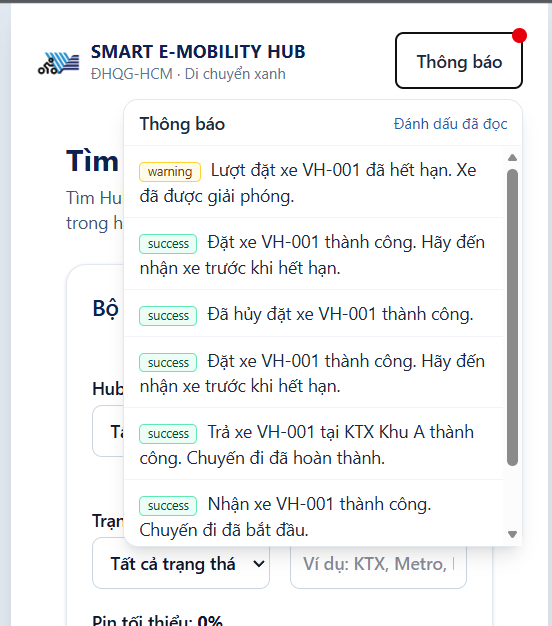 SMART E-MOBILITY HUB
ĐHQG-HCM · Di chuyển xanh
Thông báo
Thông báo
Đánh dấu đã đọc
warning Lượt đặt xe VH-001 đã hết hạn. Xe
đã được giải phóng.
success Đặt xe VH-001 thành công. Hãy đến
nhận xe trước khi hết hạn.
success Đã hủy đặt xe VH-001 thành công.
success Đặt xe VH-001 thành công. Hãy đến
nhận xe trước khi hết hạn.
success Trả xe VH-001 tại KTX Khu A thành
công. Chuyến đi đã hoàn thành.
success Nhận xe VH-001 thành công.
Chuyến đi đã bắt đầu.
Tìm
Tìm Hu
trong h
Bộ
Hub
Trạn
Tất cả trạng thá
Ví dụ: KTX, Metro,
Pin tối thiểu: 0%